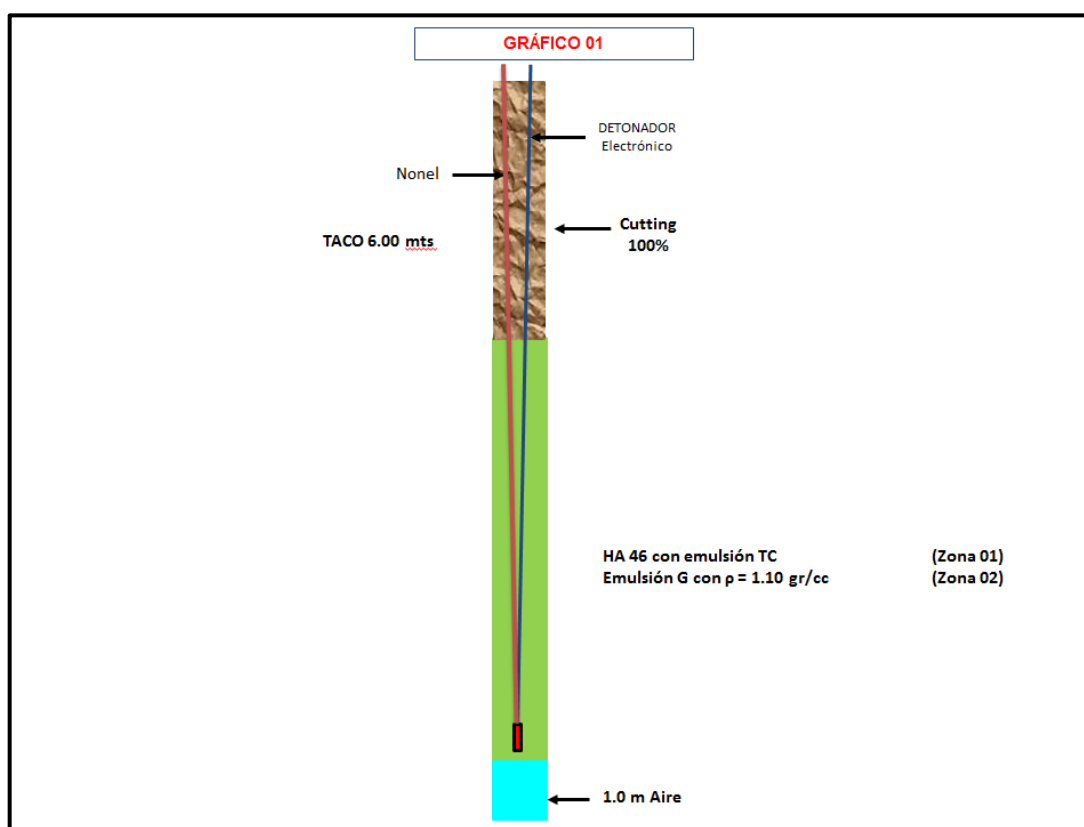 GRÁFICO 01
DETONADOR
Electrónico
Nonel
Cutting
100%
TACO 6.00 mts
HA 46 con emulsión TC (Zona 01)
Emulsión G con ρ = 1.10 gr/cc (Zona 02)
1.0 m Aire